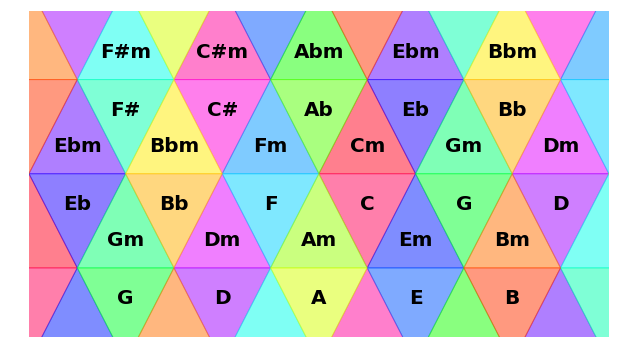 F#m C#m Abm Ebm Bbm
F# C# Ab Eb Bb
Ebm Bbm Fm Cm Gm Dm
Eb Bb F C G D
Gm Dm Am Em Bm
G D A E B